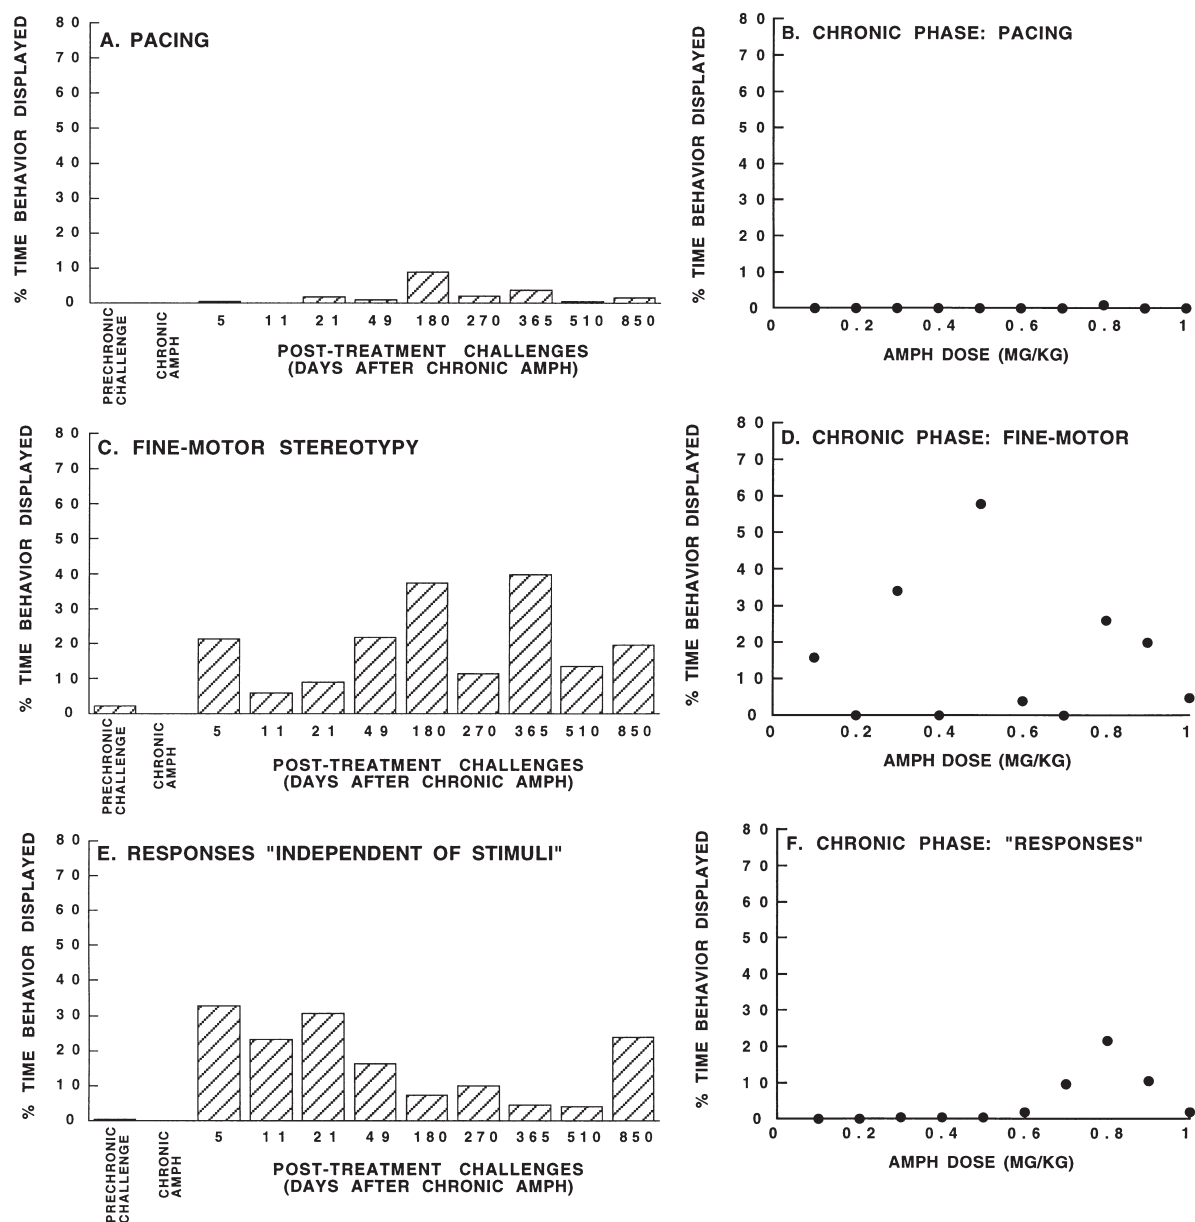 A. PACING
% TIME BEHAVIOR DISPLAYED
80
70
60
50
40
30
20
10
0
PRECHRONIC CHALLENGE
CHRONIC AMPH
5 11 21 49 180 270 365 510 850
POST-TREATMENT CHALLENGES
(DAYS AFTER CHRONIC AMPH)
B. CHRONIC PHASE: PACING
% TIME BEHAVIOR DISPLAYED
80
70
60
50
40
30
20
10
0
0 0.2 0.4 0.6 0.8 1
AMPH DOSE (MG/KG)
C. FINE-MOTOR STEREOTYPY
% TIME BEHAVIOR DISPLAYED
80
70
60
50
40
30
20
10
0
PRECHRONIC CHALLENGE
CHRONIC AMPH
5 11 21 49 180 270 365 510 850
POST-TREATMENT CHALLENGES
(DAYS AFTER CHRONIC AMPH)
D. CHRONIC PHASE: FINE-MOTOR
% TIME BEHAVIOR DISPLAYED
80
70
60
50
40
30
20
10
0
0 0.2 0.4 0.6 0.8 1
AMPH DOSE (MG/KG)
E. RESPONSES "INDEPENDENT OF STIMULI"
% TIME BEHAVIOR DISPLAYED
80
70
60
50
40
30
20
10
0
PRECHRONIC CHALLENGE
CHRONIC AMPH
5 11 21 49 180 270 365 510 850
POST-TREATMENT CHALLENGES
(DAYS AFTER CHRONIC AMPH)
F. CHRONIC PHASE: "RESPONSES"
% TIME BEHAVIOR DISPLAYED
80
70
60
50
40
30
20
10
0
0 0.2 0.4 0.6 0.8 1
AMPH DOSE (MG/KG)